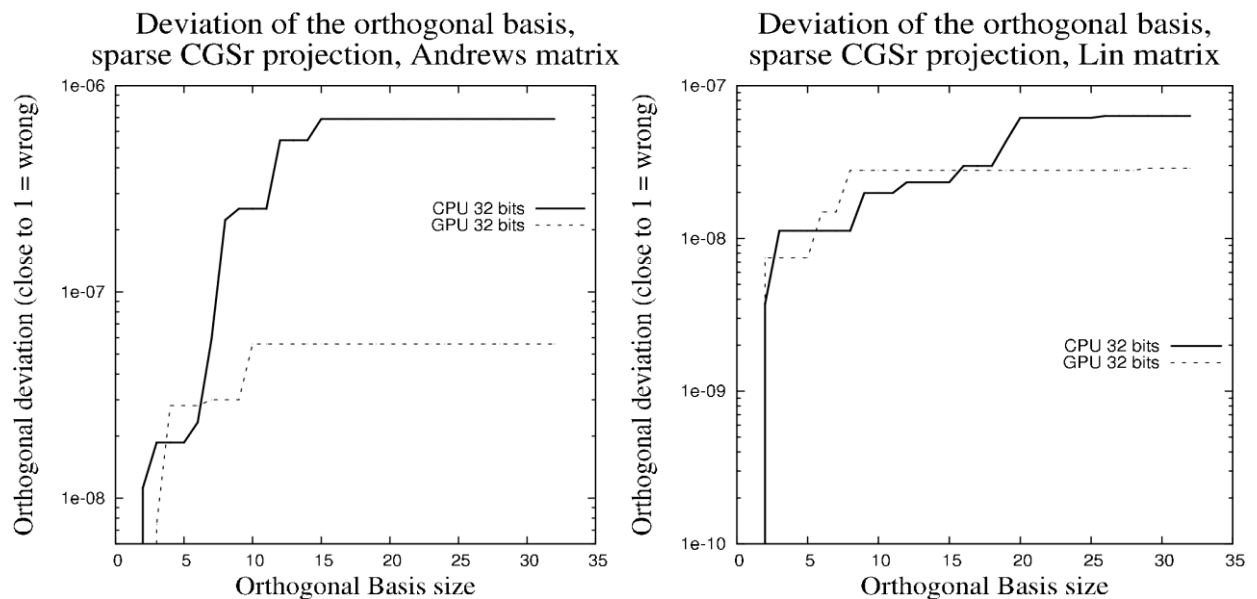 Deviation of the orthogonal basis,
sparse CGSr projection, Andrews matrix
Orthogonal deviation (close to 1 = wrong)
1e-06
1e-07
1e-08
CPU 32 bits
GPU 32 bits
0 5 10 15 20 25 30 35
Orthogonal Basis size
Deviation of the orthogonal basis,
sparse CGSr projection, Lin matrix
Orthogonal deviation (close to 1 = wrong)
1e-07
1e-08
1e-09
1e-10
CPU 32 bits
GPU 32 bits
0 5 10 15 20 25 30 35
Orthogonal Basis size